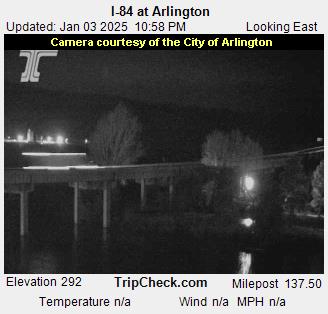 I-84 at Arlington
Updated: Jan 03 2025 10:58 PM Looking East
Camera courtesy of the City of Arlington
Elevation 292 TripCheck.com Milepost 137.50
Temperature n/a Wind n/a MPH n/a